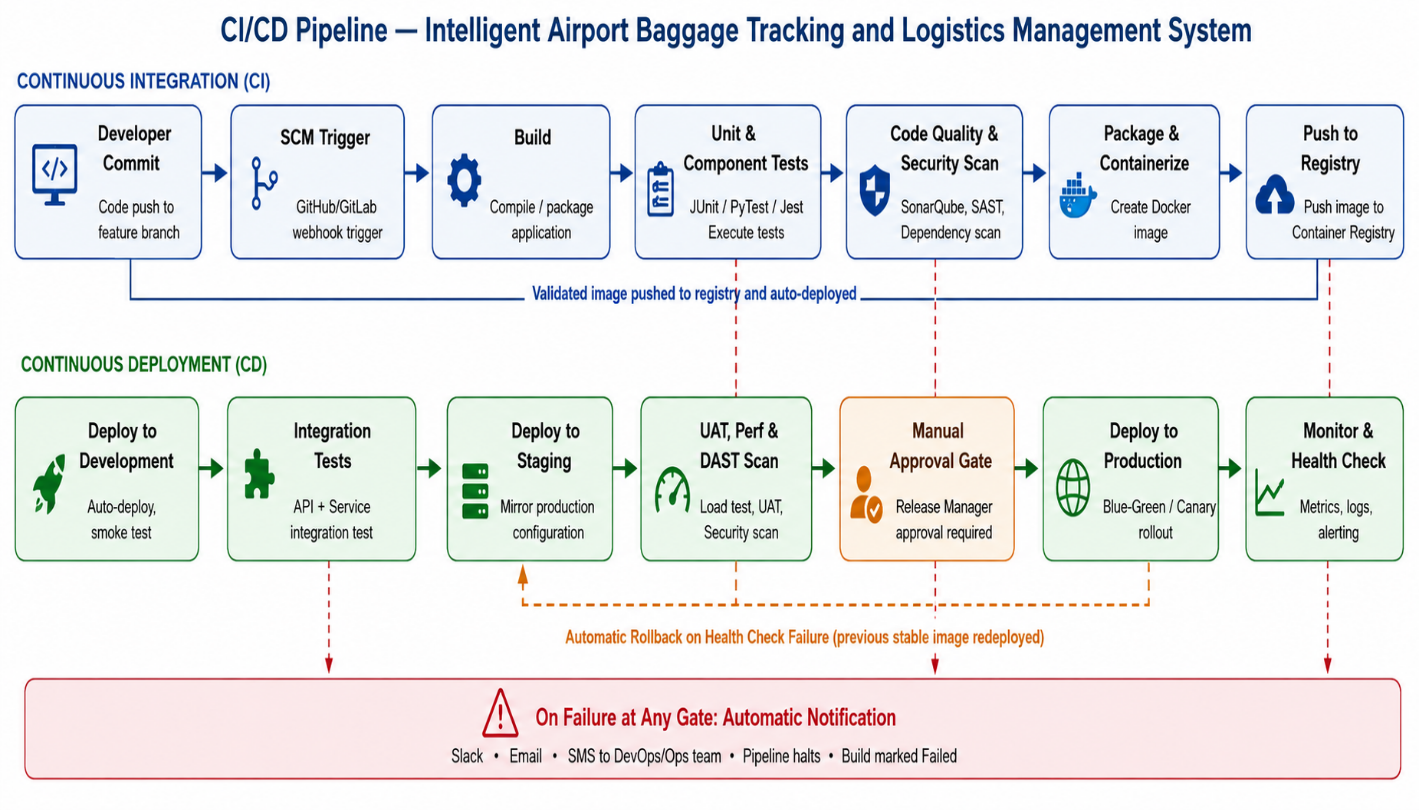 CI/CD Pipeline — Intelligent Airport Baggage Tracking and Logistics Management System
CONTINUOUS INTEGRATION (CI)
Developer
Commit
</>
Code push to
feature branch
SCM Trigger
GitHub/GitLab
webhook trigger
Build
Compile / package
application
Unit &
Component Tests
JUnit / PyTest / Jest
Execute tests
Code Quality &
Security Scan
SonarQube, SAST,
Dependency scan
Package &
Containerize
Create Docker
image
Push to
Registry
Push image to
Container Registry
Validated image pushed to registry and auto-deployed
CONTINUOUS DEPLOYMENT (CD)
Deploy to
Development
Auto-deploy,
smoke test
Integration
Tests
API + Service
integration test
Deploy to
Staging
Mirror production
configuration
UAT, Perf &
DAST Scan
Load test, UAT,
Security scan
Manual
Approval Gate
Release Manager
approval required
Deploy to
Production
Blue-Green / Canary
rollout
Monitor &
Health Check
Metrics, logs,
alerting
Automatic Rollback on Health Check Failure (previous stable image redeployed)
On Failure at Any Gate: Automatic Notification
Slack • Email • SMS to DevOps/Ops team • Pipeline halts • Build marked Failed